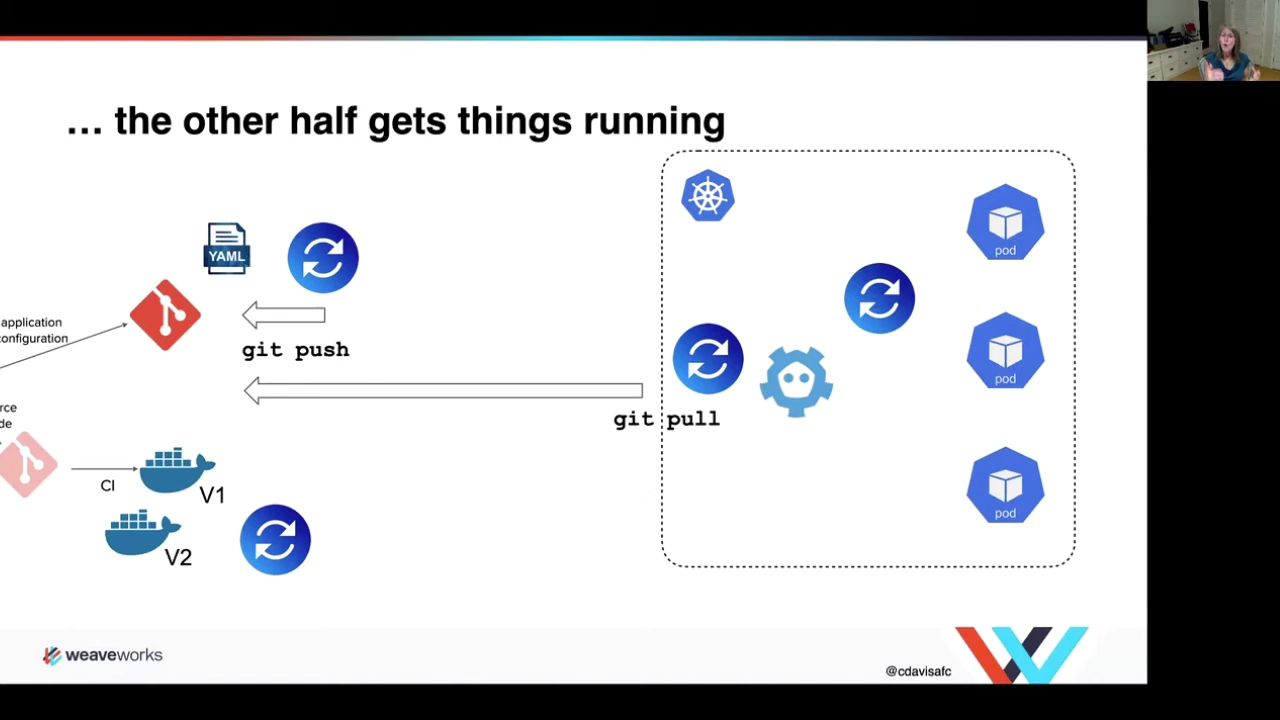 ... the other half gets things running
YAML
application
configuration
git push
git pull
rce
de
CI
V1
V2
pod
pod
pod
weaveworks
@cdavisafc